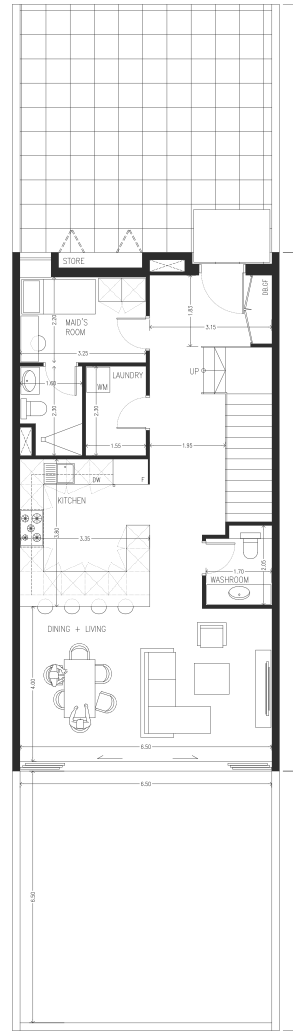 STORE
DB.GF
MAID'S
ROOM
2.20
3.25
1.83
3.15
UP
LAUNDRY
WM
1.60
2.30
2.30
1.55
1.95
DW
F
KITCHEN
3.80
3.35
1.70
2.05
WASHROOM
DINING + LIVING
4.00
6.50
6.50
6.50